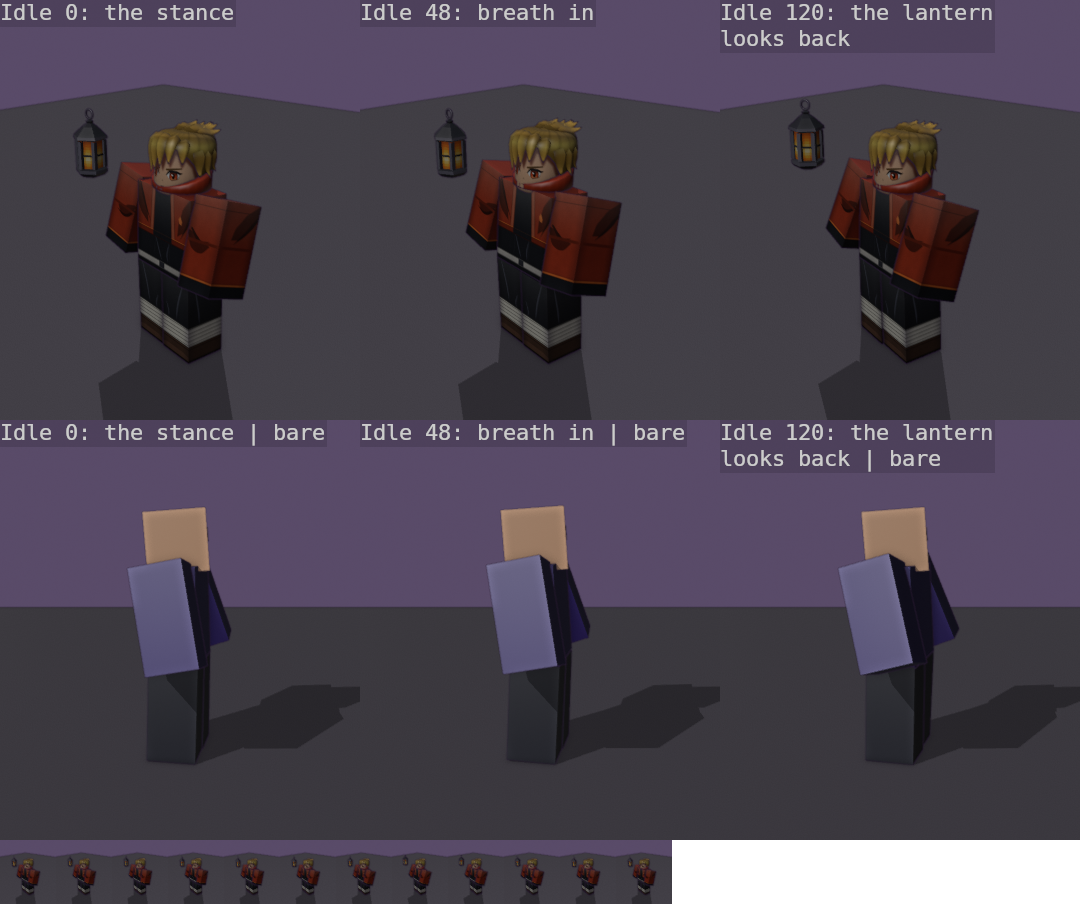 Idle 0: the stance
Idle 48: breath in
Idle 120: the lantern
looks back
Idle 0: the stance | bare
Idle 48: breath in | bare
Idle 120: the lantern
looks back | bare